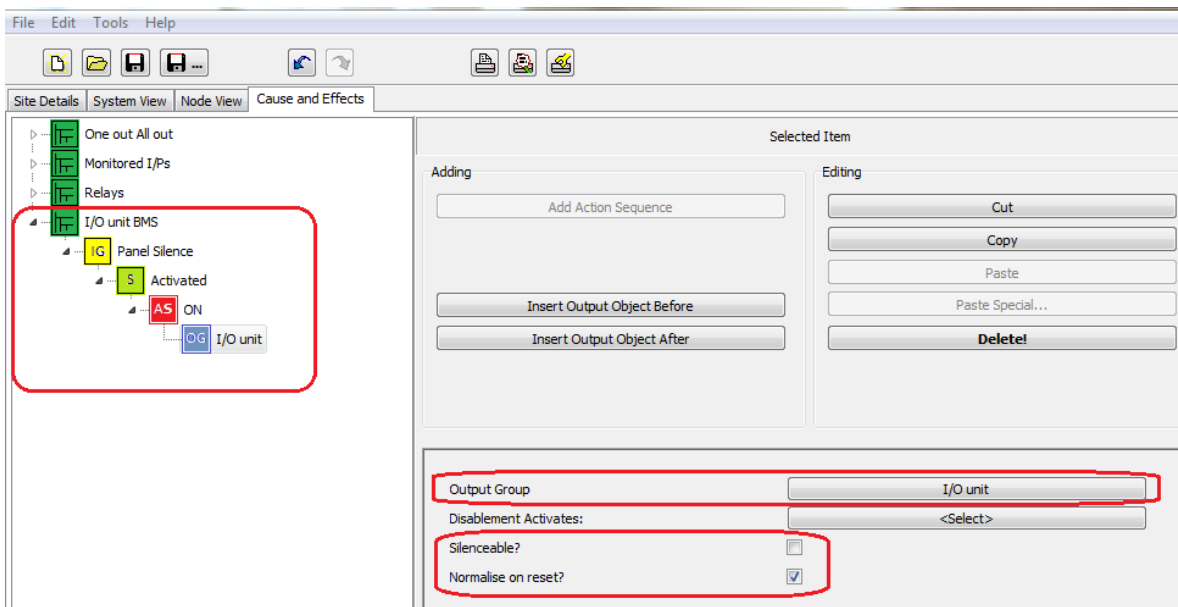 File Edit Tools Help
...
Site Details System View Node View Cause and Effects
One out All out
Monitored I/Ps
Relays
I/O unit BMS
IG Panel Silence
S Activated
AS ON
OG I/O unit
Selected Item
Adding
Add Action Sequence
Insert Output Object Before
Insert Output Object After
Editing
Cut
Copy
Paste
Paste Special...
Delete!
Output Group I/O unit
Disablement Activates: <Select>
Silenceable?
Normalise on reset?